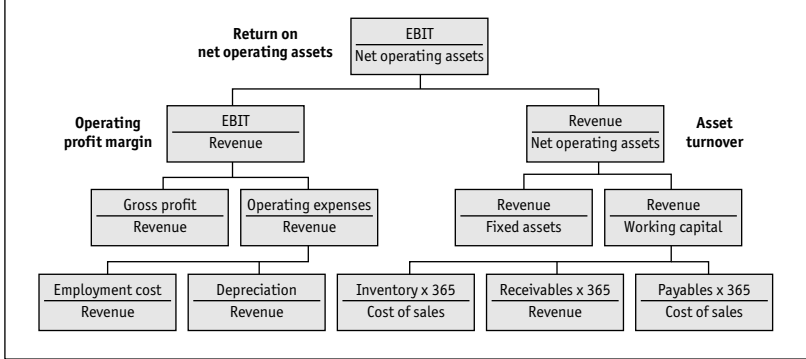 Return on
net operating assets
EBIT
Net operating assets
Operating
profit margin
EBIT
Revenue
Revenue
Net operating assets
Asset
turnover
Gross profit
Revenue
Operating expenses
Revenue
Revenue
Fixed assets
Revenue
Working capital
Employment cost
Revenue
Depreciation
Revenue
Inventory x 365
Cost of sales
Receivables x 365
Revenue
Payables x 365
Cost of sales